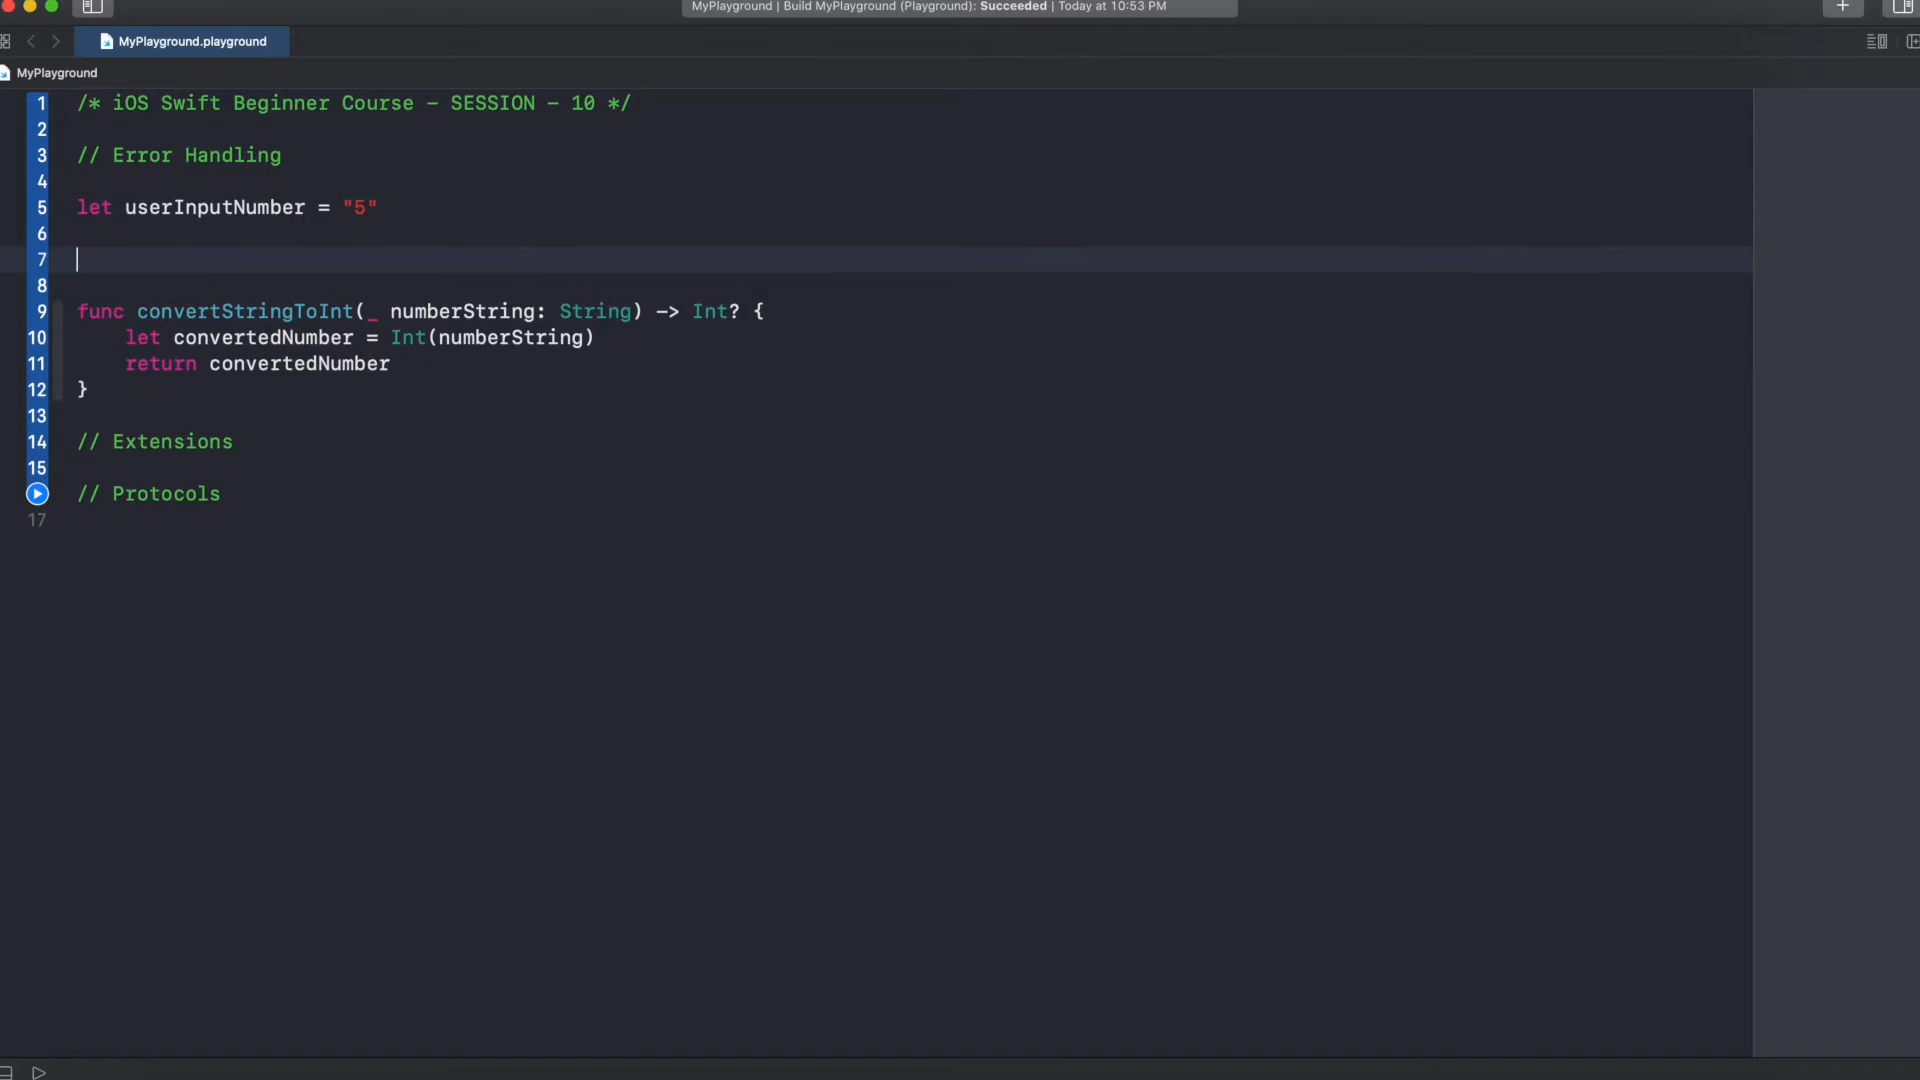 MyPlayground | Build MyPlayground (Playground): Succeeded | Today at 10:53 PM
MyPlayground.playground
MyPlayground
1 /* iOS Swift Beginner Course - SESSION - 10 */
2
3 // Error Handling
4
5 let userInputNumber = "5"
6
7
8
9 func convertStringToInt(_ numberString: String) -> Int? {
10 let convertedNumber = Int(numberString)
11 return convertedNumber
12 }
13
14 // Extensions
15
// Protocols
17